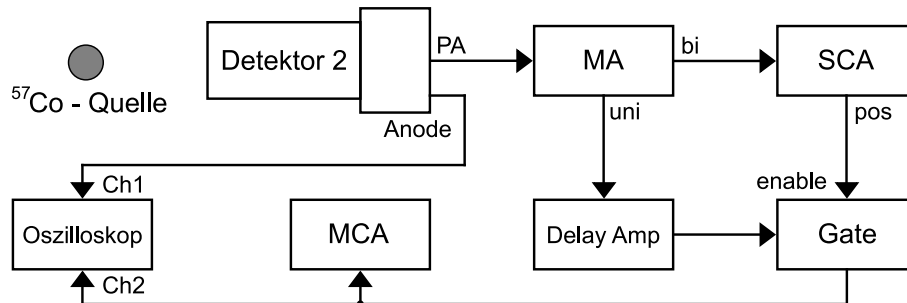 Detektor 2
PA
MA
bi
SCA
⁵⁷Co - Quelle
Anode
uni
pos
Ch1
enable
Oszilloskop
MCA
Delay Amp
Gate
Ch2